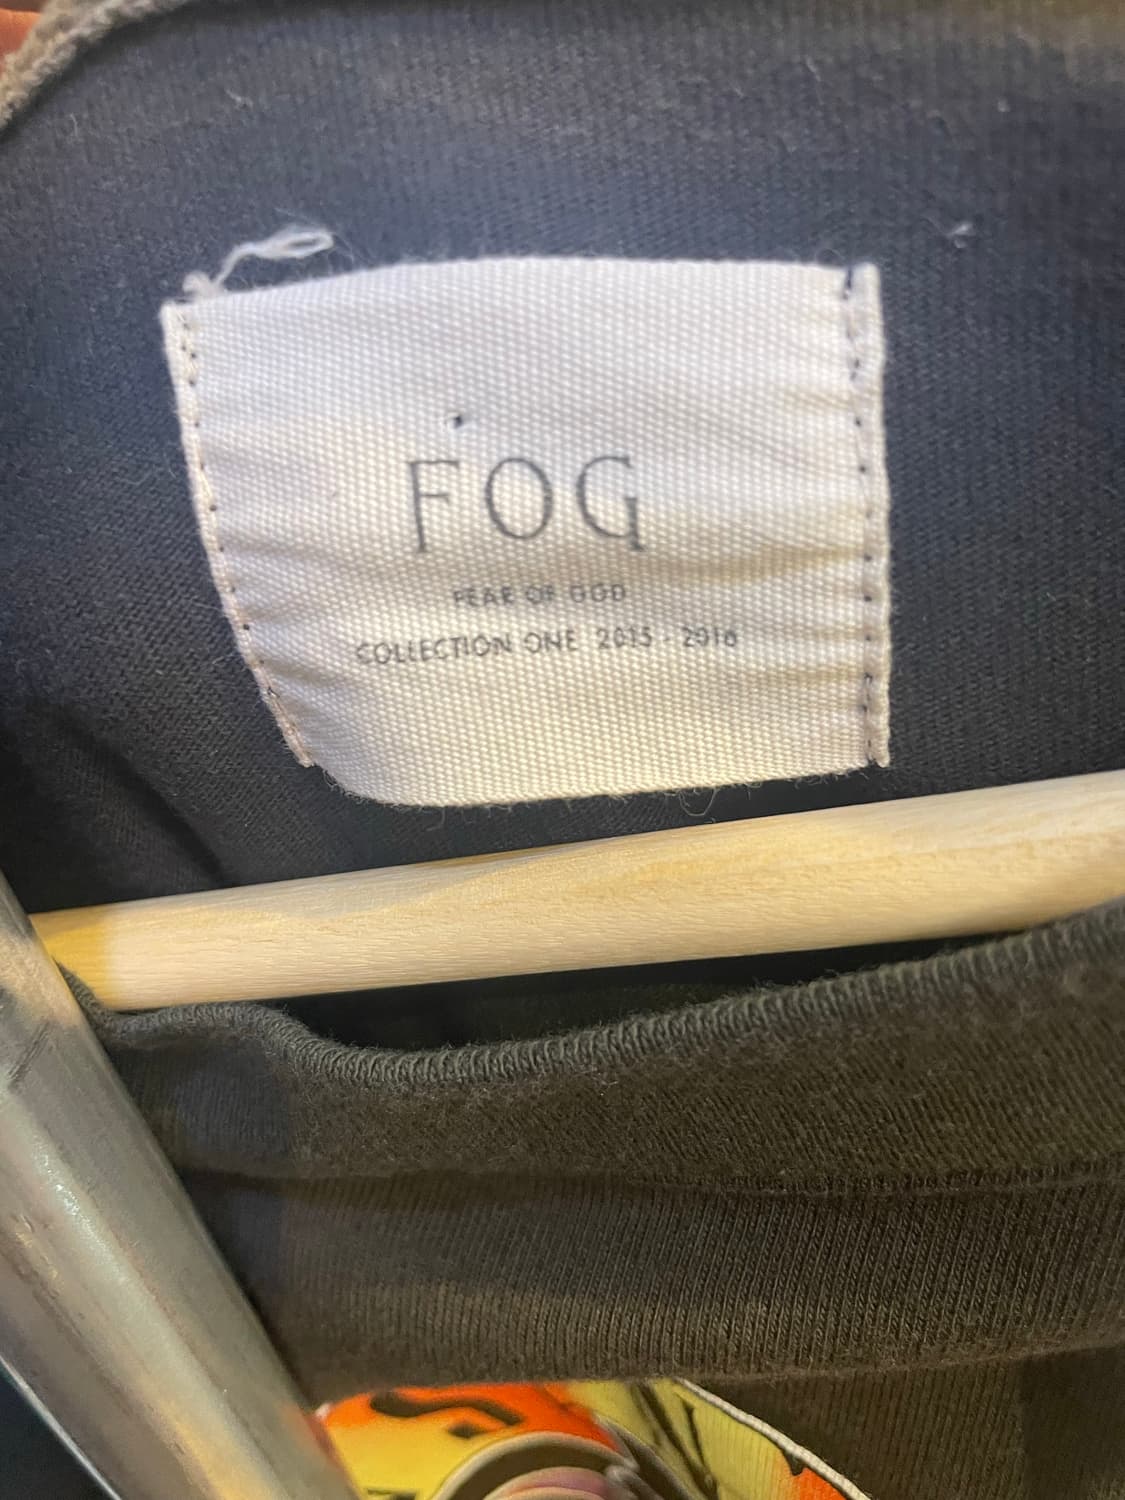 FOG
FEAR OF GOD
COLLECTION ONE 2015 - 2016